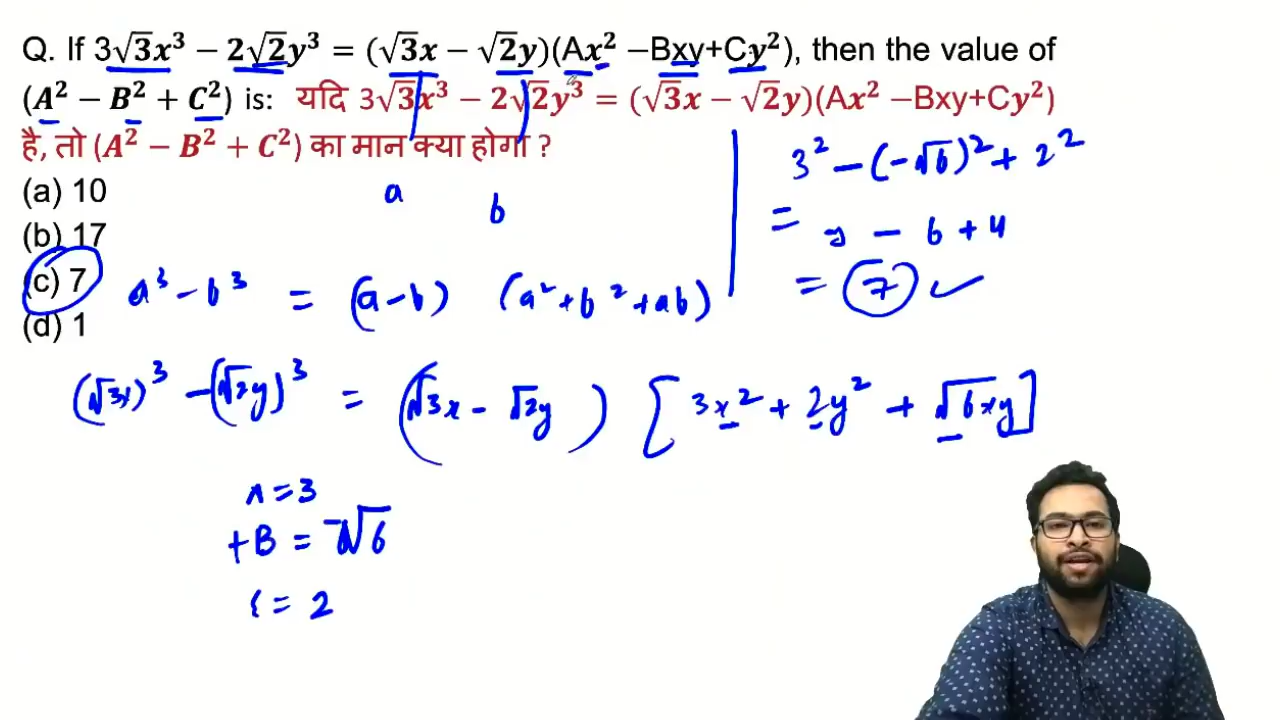 Q. If 3√3x³ − 2√2y³ = (√3x − √2y)(Ax² −Bxy+Cy²), then the value of
(A² − B² + C²) is: यदि 3√3x³ − 2√2y³ = (√3x − √2y)(Ax² −Bxy+Cy²)
है, तो (A² − B² + C²) का मान क्या होगा ?
(a) 10
(b) 17
(c) 7
(d) 1
a
b
3² − (−√6)² + 2²
= 9 − 6 + 4
= 7 ✓
a³ − b³ = (a−b) (a² + b² + ab)
(√3x)³ − (√2y)³ = (√3x − √2y) [3x² + 2y² + √6xy]
A = 3
+B = −√6
C = 2